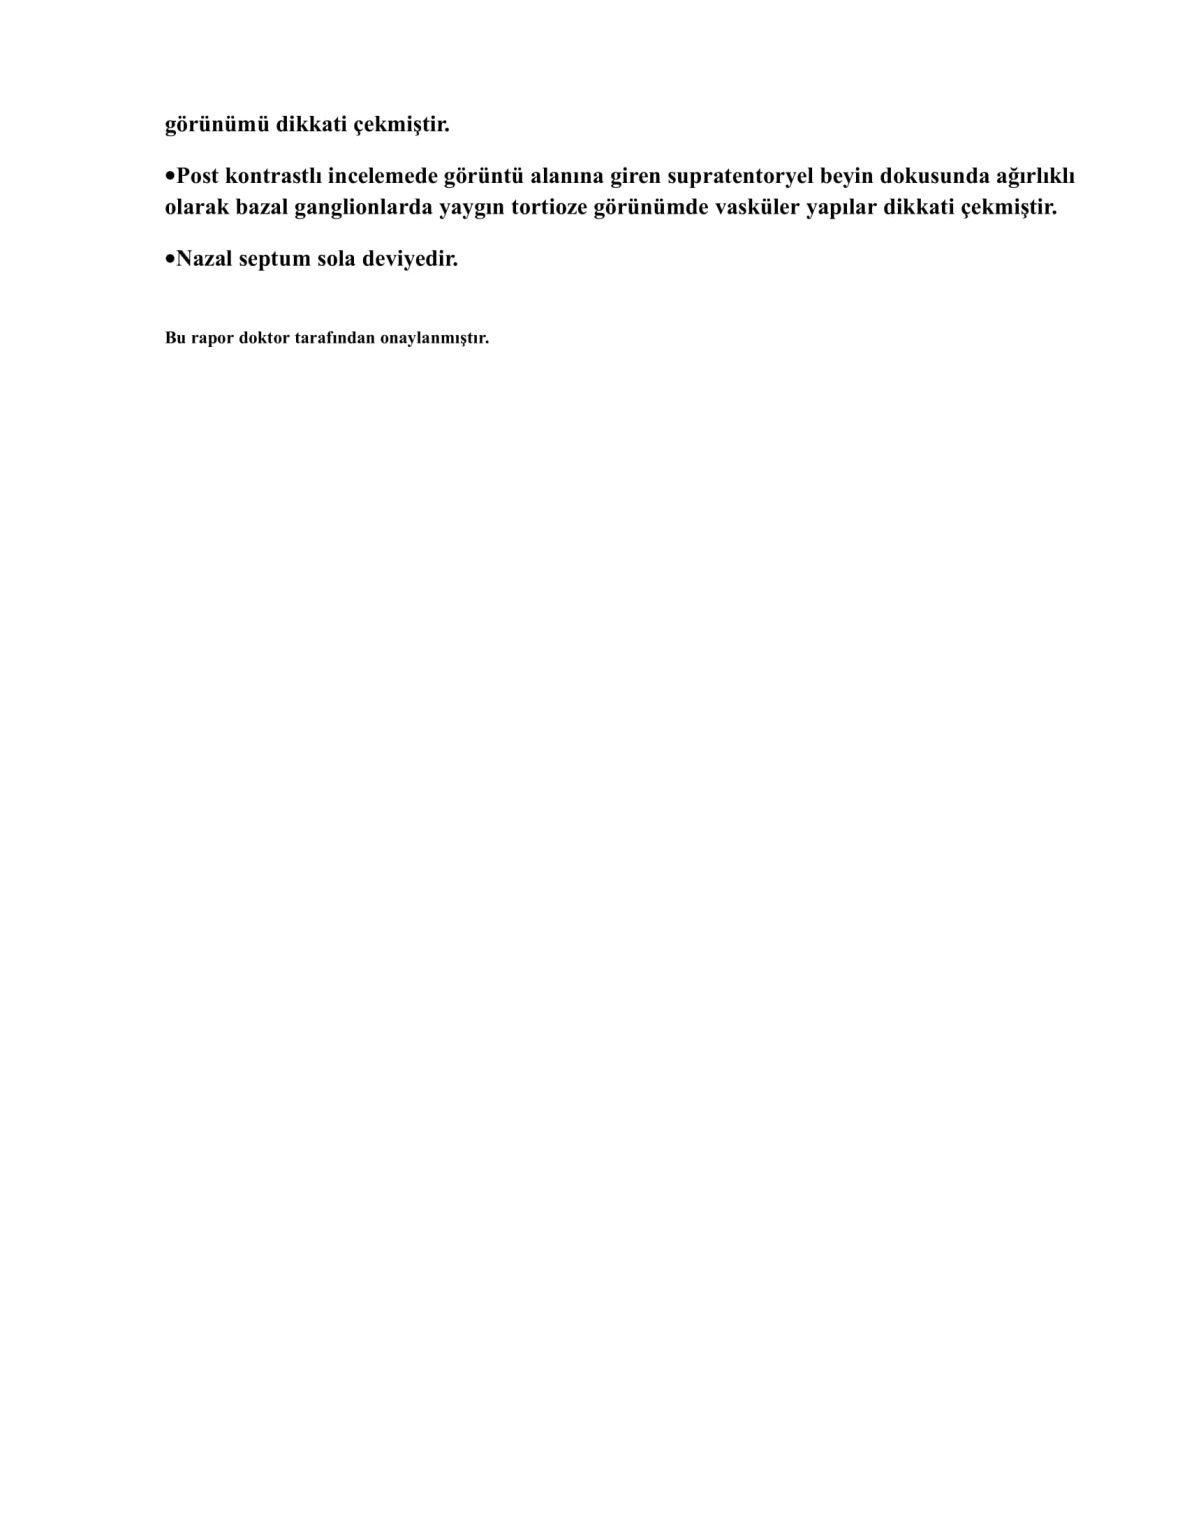 görünümü dikkati çekmiştir.
•Post kontrastlı incelemede görüntü alanına giren supratentoryel beyin dokusunda ağırlıklı
olarak bazal ganglionlarda yaygın tortioze görünümde vasküler yapılar dikkati çekmiştir.
•Nazal septum sola deviyedir.
Bu rapor doktor tarafından onaylanmıştır.